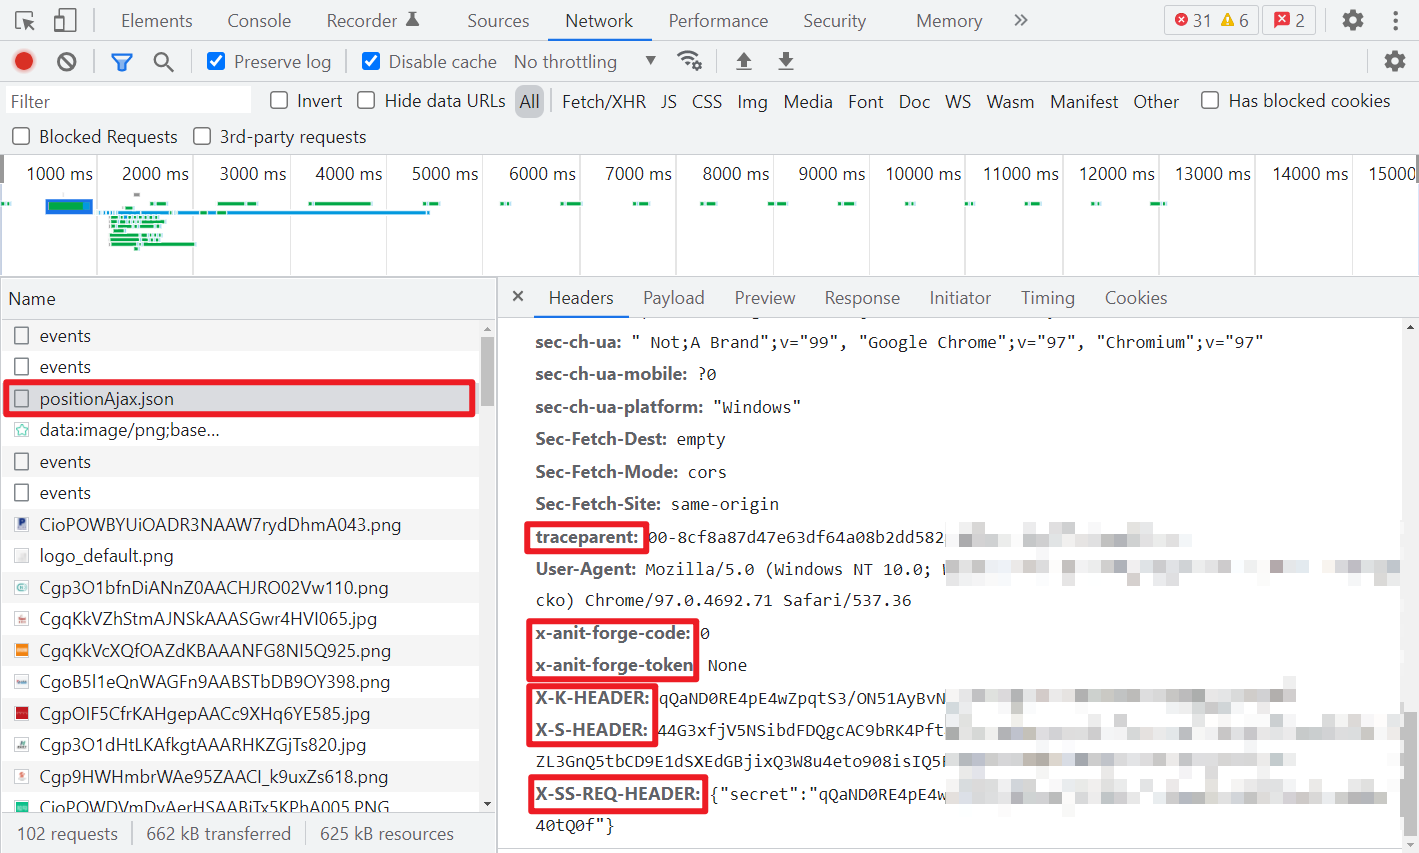 Elements Console Recorder Sources Network Performance Security Memory 31 6 2
Preserve log Disable cache No throttling
Filter Invert Hide data URLs All Fetch/XHR JS CSS Img Media Font Doc WS Wasm Manifest Other Has blocked cookies
Blocked Requests 3rd-party requests
1000 ms 2000 ms 3000 ms 4000 ms 5000 ms 6000 ms 7000 ms 8000 ms 9000 ms 10000 ms 11000 ms 12000 ms 13000 ms 14000 ms 15000
Name
events
events
positionAjax.json
data:image/png;base…
events
events
CioPOWBYUiOADR3NAAW7rydDhmA043.png
logo_default.png
Cgp3O1bfnDiANnZ0AACHJRO02Vw110.png
CgqKkVZhStmAJNSkAAASGwr4HVI065.jpg
CgqKkVcXQfOAZdKBAAANFG8NI5Q925.png
CgoB5l1eQnWAGFn9AABSTbDB9OY398.png
CgpOIF5CfrKAHgepAACc9XHq6YE585.jpg
Cgp3O1dHtLKAfkgtAAARHKZGjTs820.jpg
Cgp9HWHmbrWAe95ZAACI_k9uxZs618.png
102 requests 662 kB transferred 625 kB resources
Headers Payload Preview Response Initiator Timing Cookies
sec-ch-ua: " Not;A Brand";v="99", "Google Chrome";v="97", "Chromium";v="97"
sec-ch-ua-mobile: ?0
sec-ch-ua-platform: "Windows"
Sec-Fetch-Dest: empty
Sec-Fetch-Mode: cors
Sec-Fetch-Site: same-origin
traceparent: 00-8cf8a87d47e63df64a08b2dd582
User-Agent: Mozilla/5.0 (Windows NT 10.0;
cko) Chrome/97.0.4692.71 Safari/537.36
x-anit-forge-code: 0
x-anit-forge-token None
X-K-HEADER: qQaND0RE4pE4wZpqtS3/ON51AyBvN
X-S-HEADER: 44G3xfjV5NSibdFDQgcAC9bRK4Pft
ZL3GnQ5tbCD9E1dSXEdGBjixQ3W8u4eto908isIQ5
X-SS-REQ-HEADER: {"secret":"qQaND0RE4pE4w
40tQ0f"}